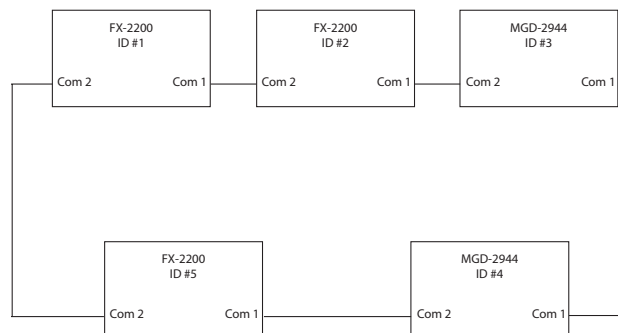 FX-2200
ID #1
Com 2
Com 1
FX-2200
ID #2
Com 2
Com 1
MGD-2944
ID #3
Com 2
Com 1
FX-2200
ID #5
Com 2
Com 1
MGD-2944
ID #4
Com 2
Com 1